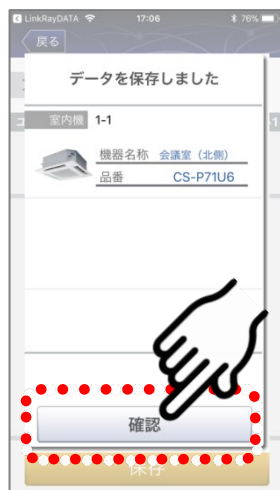 LinkRayDATA 17:06 76%
戻る
データを保存しました
室内機 1-1
機器名称 会議室（北側）
品番 CS-P71U6
確認
保存